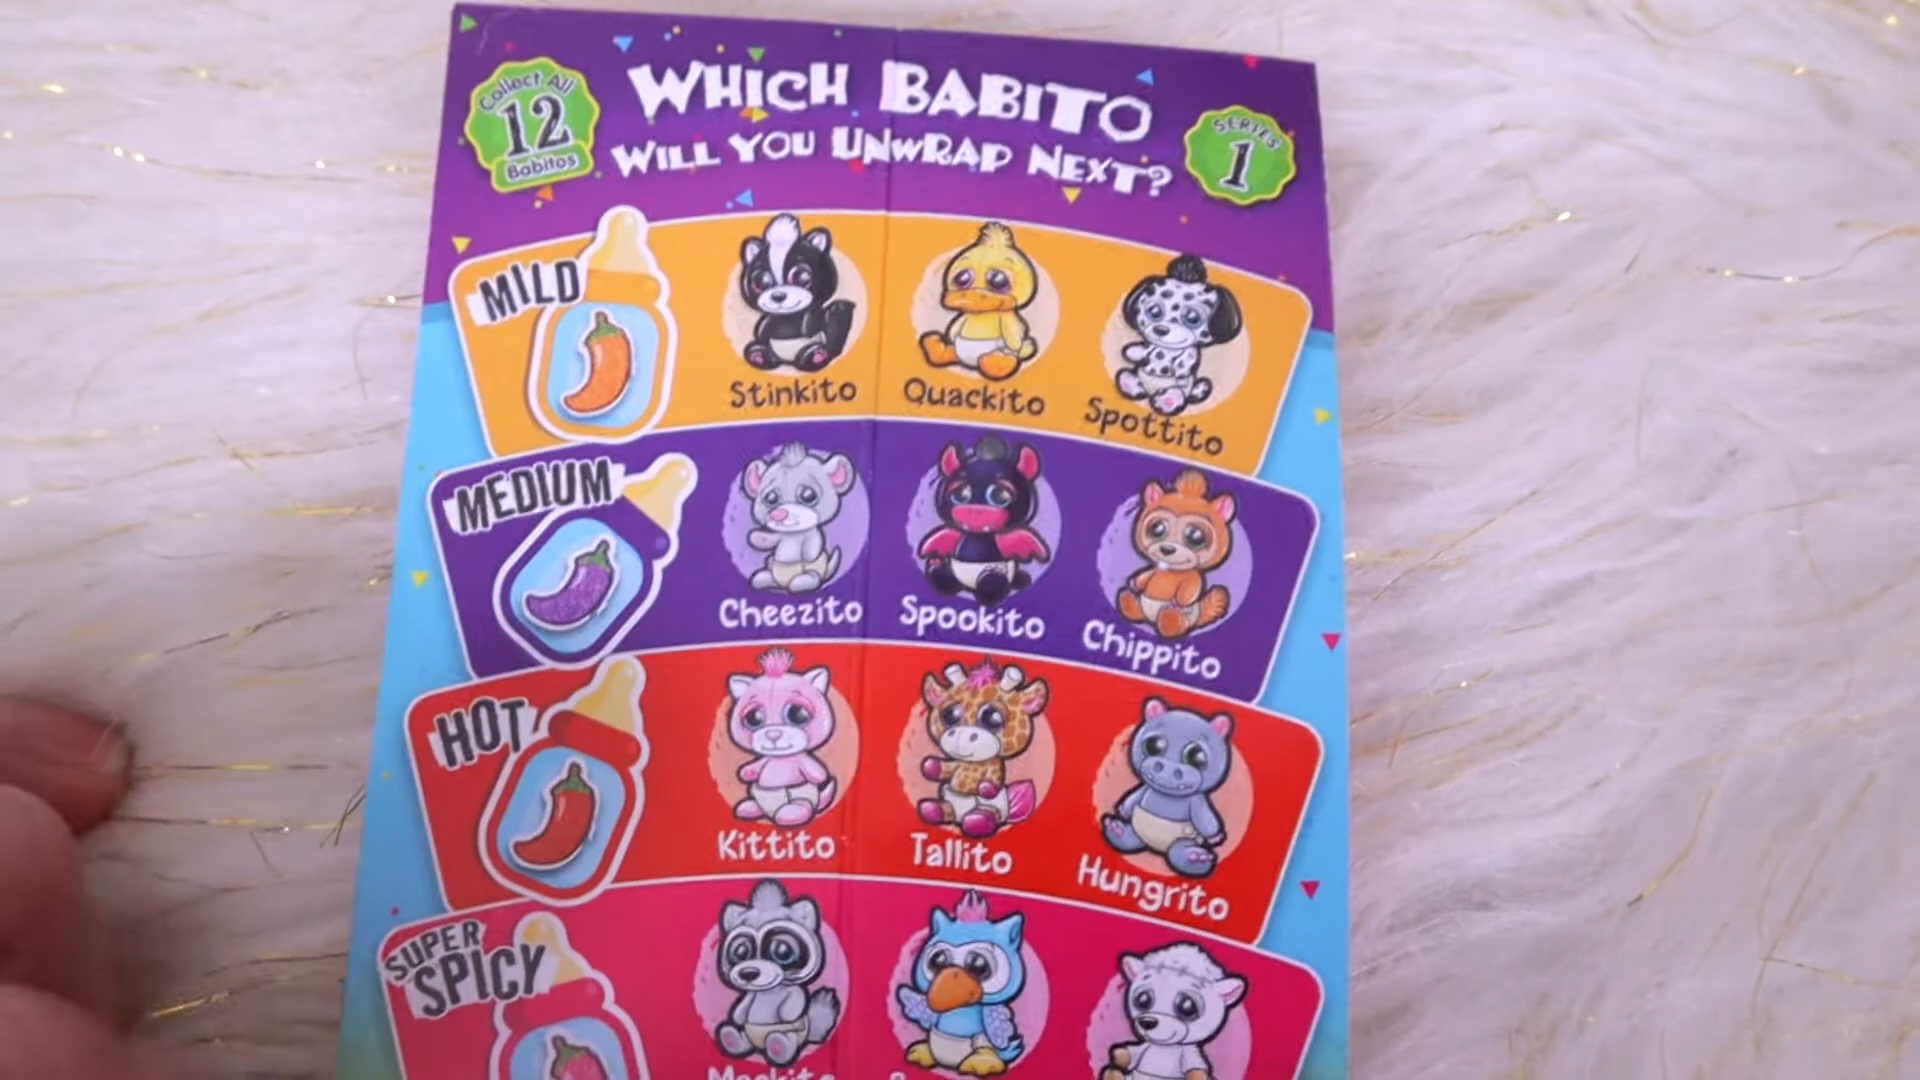 Collect All
12
Babitos
WHICH BABITO
WILL YOU UNWRAP NEXT?
SERIES
1
MILD
Stinkito
Quackito
Spottito
MEDIUM
Cheezito
Spookito
Chippito
HOT
Kittito
Tallito
Hungrito
SUPER
SPICY